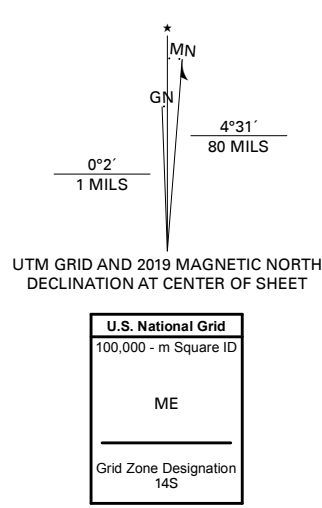 MN
GN
4°31´
80 MILS
0°2´
1 MILS
UTM GRID AND 2019 MAGNETIC NORTH
DECLINATION AT CENTER OF SHEET
U.S. National Grid
100,000 - m Square ID
ME
Grid Zone Designation
14S